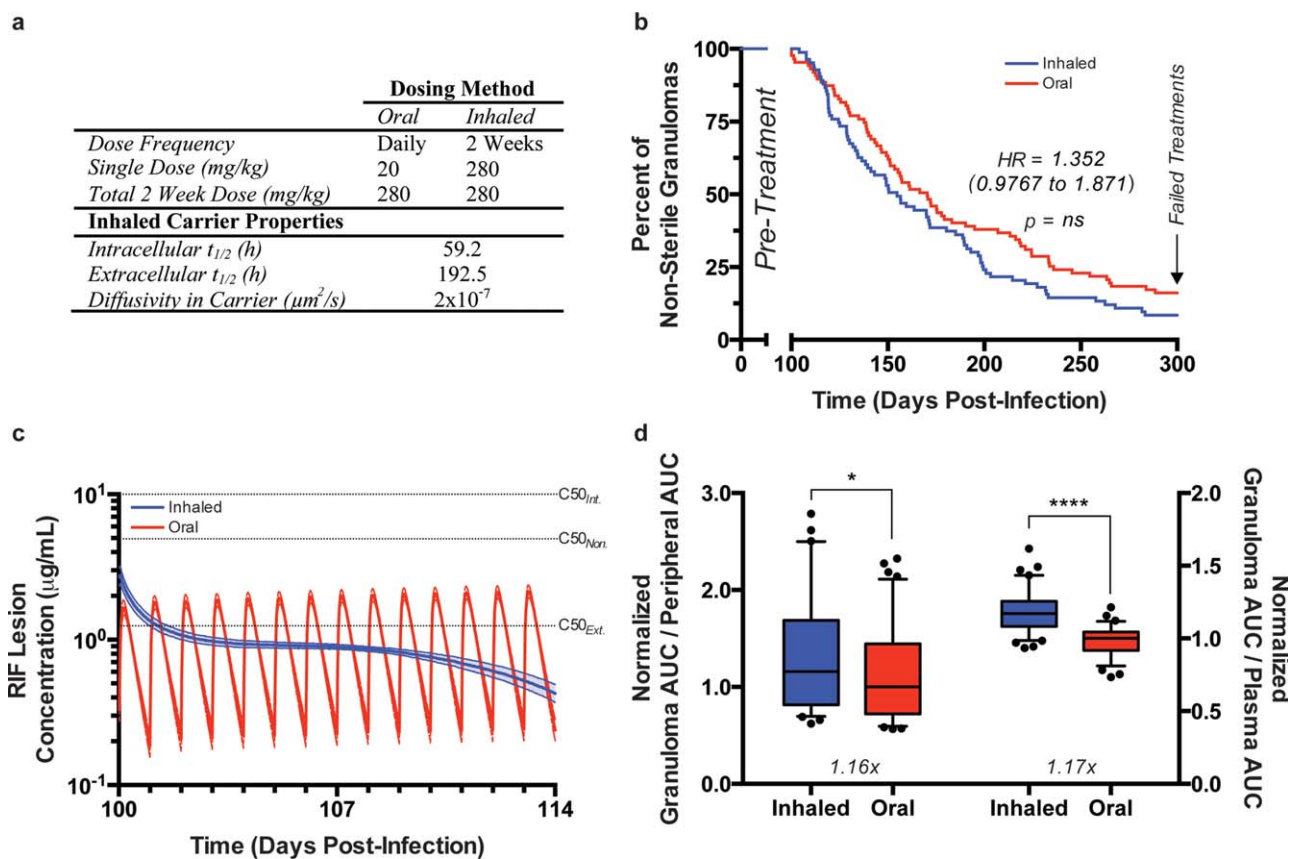 a
Dosing Method
Oral Inhaled
Dose Frequency Daily 2 Weeks
Single Dose (mg/kg) 20 280
Total 2 Week Dose (mg/kg) 280 280
Inhaled Carrier Properties
Intracellular t1/2 (h) 59.2
Extracellular t1/2 (h) 192.5
Diffusivity in Carrier (μm²/s) 2x10⁻⁷
b
Percent of
Non-Sterile Granulomas
100
75
50
25
0
Pre-Treatment
Inhaled
Oral
HR = 1.352
(0.9767 to 1.871)
p = ns
Failed Treatments
0 100 150 200 250 300
Time (Days Post-Infection)
c
RIF Lesion
Concentration (μg/mL)
10¹
10⁰
10⁻¹
Inhaled
Oral
C50Int.
C50Non.
C50Ext.
100 107 114
Time (Days Post-Infection)
d
Normalized
Granuloma AUC / Peripheral AUC
3.0
2.0
1.0
0.0
* ****
1.16x 1.17x
Inhaled Oral Inhaled Oral
2.0
1.5
1.0
0.5
0.0
Normalized
Granuloma AUC / Plasma AUC